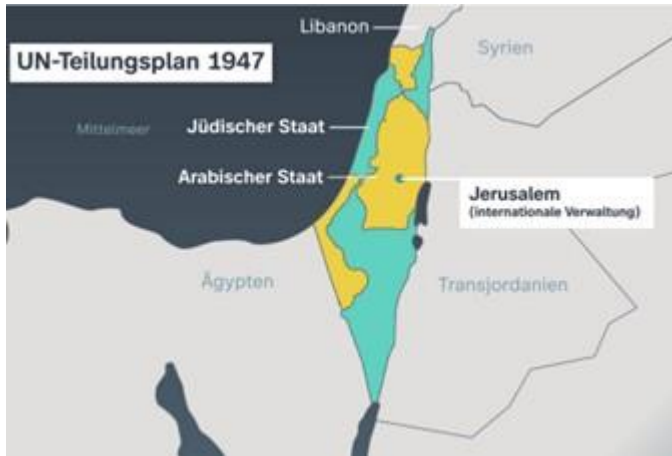 Libanon
Syrien
UN-Teilungsplan 1947
Mittelmeer
Jüdischer Staat
Arabischer Staat
Jerusalem
(internationale Verwaltung)
Ägypten
Transjordanien